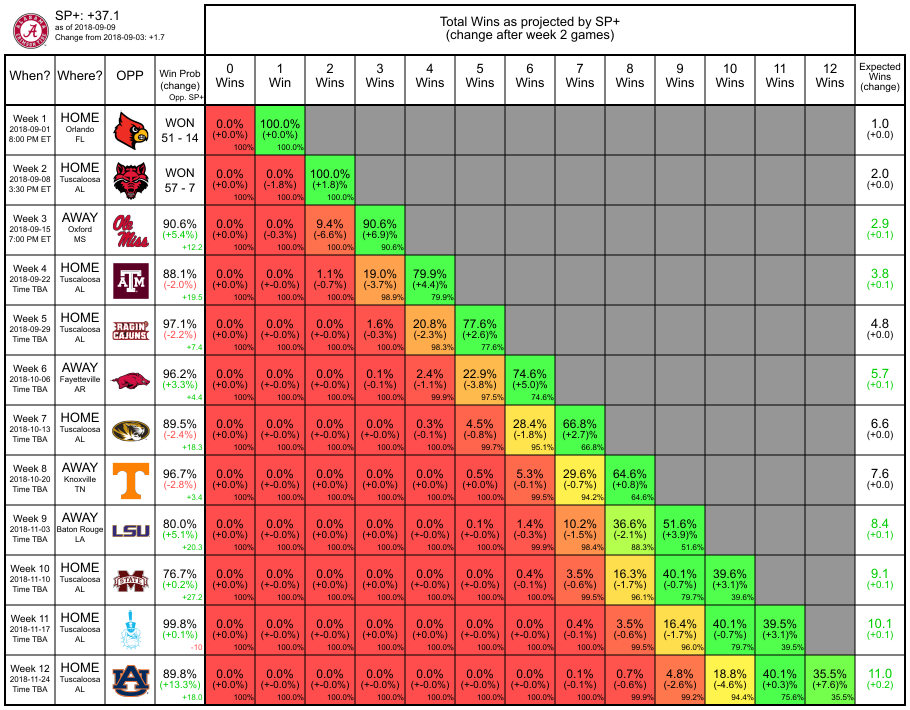 SP+: +37.1
as of 2018-09-09
Change from 2018-09-03: +1.7
Total Wins as projected by SP+
(change after week 2 games)
When? Where? OPP Win Prob (change) Opp. SP+ 0 Wins 1 Win 2 Wins 3 Wins 4 Wins 5 Wins 6 Wins 7 Wins 8 Wins 9 Wins 10 Wins 11 Wins 12 Wins Expected Wins (change)
Week 1 HOME WON 0.0% 100.0% 1.0
2018-09-01 Orlando 51 - 14 (+0.0%) (+0.0%) (+0.0)
8:00 PM ET FL 100% 100.0%
Week 2 HOME WON 0.0% 0.0% 100.0% 2.0
2018-09-08 Tuscaloosa 57 - 7 (+0.0%) (-1.8%) (+1.8)% (+0.0)
3:30 PM ET AL 100% 100.0% 100.0%
Week 3 AWAY Ole Miss 90.6% 0.0% 0.0% 9.4% 90.6% 2.9
2018-09-15 Oxford (+5.4%) (+0.0%) (-0.3%) (-6.6%) (+6.9)% (+0.1)
7:00 PM ET MS +12.2 100% 100.0% 100.0% 90.6%
Week 4 HOME ATM 88.1% 0.0% 0.0% 1.1% 19.0% 79.9% 3.8
2018-09-22 Tuscaloosa (-2.0%) (+0.0%) (+-0.0%) (-0.7%) (-3.7%) (+4.4)% (+0.1)
Time TBA AL +19.5 100% 100.0% 100.0% 98.9% 79.9%
Week 5 HOME RAGIN' CAJUNS 97.1% 0.0% 0.0% 0.0% 1.6% 20.8% 77.6% 4.8
2018-09-29 Tuscaloosa (-2.2%) (+0.0%) (+-0.0%) (+-0.0%) (-0.3%) (-2.3%) (+2.6)% (+0.0)
Time TBA AL +7.4 100% 100.0% 100.0% 100.0% 98.3% 77.6%
Week 6 AWAY 96.2% 0.0% 0.0% 0.0% 0.1% 2.4% 22.9% 74.6% 5.7
2018-10-06 Fayetteville (+3.3%) (+0.0%) (+-0.0%) (+-0.0%) (-0.1%) (-1.1%) (-3.8%) (+5.0)% (+0.1)
Time TBA AR +4.4 100% 100.0% 100.0% 100.0% 99.9% 97.5% 74.6%
Week 7 HOME 89.5% 0.0% 0.0% 0.0% 0.0% 0.3% 4.5% 28.4% 66.8% 6.6
2018-10-13 Tuscaloosa (-2.4%) (+0.0%) (+-0.0%) (+-0.0%) (+-0.0%) (-0.1%) (-0.8%) (-1.8%) (+2.7)% (+0.0)
Time TBA AL +18.3 100% 100.0% 100.0% 100.0% 100.0% 99.7% 95.1% 66.8%
Week 8 AWAY T 96.7% 0.0% 0.0% 0.0% 0.0% 0.0% 0.5% 5.3% 29.6% 64.6% 7.6
2018-10-20 Knoxville (-2.8%) (+0.0%) (+-0.0%) (+-0.0%) (+-0.0%) (+-0.0%) (+-0.0%) (-0.1%) (-0.7%) (+0.8)% (+0.0)
Time TBA TN +3.4 100% 100.0% 100.0% 100.0% 100.0% 100.0% 99.5% 94.2% 64.6%
Week 9 AWAY LSU 80.0% 0.0% 0.0% 0.0% 0.0% 0.0% 0.1% 1.4% 10.2% 36.6% 51.6% 8.4
2018-11-03 Baton Rouge (+5.1%) (+0.0%) (+-0.0%) (+-0.0%) (+-0.0%) (+-0.0%) (+-0.0%) (-0.3%) (-1.5%) (-2.1%) (+3.9)% (+0.1)
Time TBA LA +20.3 100% 100.0% 100.0% 100.0% 100.0% 100.0% 99.9% 98.4% 88.3% 51.6%
Week 10 HOME STATE 76.7% 0.0% 0.0% 0.0% 0.0% 0.0% 0.0% 0.4% 3.5% 16.3% 40.1% 39.6% 9.1
2018-11-10 Tuscaloosa (+0.2%) (+0.0%) (+-0.0%) (+-0.0%) (+-0.0%) (+-0.0%) (+-0.0%) (-0.1%) (-0.6%) (-1.7%) (-0.7%) (+3.1)% (+0.1)
Time TBA AL +27.2 100% 100.0% 100.0% 100.0% 100.0% 100.0% 100.0% 99.5% 96.1% 79.7% 39.6%
Week 11 HOME 99.8% 0.0% 0.0% 0.0% 0.0% 0.0% 0.0% 0.0% 0.4% 3.5% 16.4% 40.1% 39.5% 10.1
2018-11-17 Tuscaloosa (+0.1%) (+0.0%) (+-0.0%) (+-0.0%) (+-0.0%) (+-0.0%) (+-0.0%) (+-0.0%) (-0.1%) (-0.6%) (-1.7%) (-0.7%) (+3.1)% (+0.1)
Time TBA AL -10 100% 100.0% 100.0% 100.0% 100.0% 100.0% 100.0% 100.0% 99.5% 96.0% 79.7% 39.5%
Week 12 HOME AU 89.8% 0.0% 0.0% 0.0% 0.0% 0.0% 0.0% 0.0% 0.1% 0.7% 4.8% 18.8% 40.1% 35.5% 11.0
2018-11-24 Tuscaloosa (+13.3%) (+0.0%) (+-0.0%) (+-0.0%) (+-0.0%) (+-0.0%) (+-0.0%) (+-0.0%) (-0.1%) (-0.6%) (-2.6%) (-4.6%) (+0.3)% (+7.6)% (+0.2)
Time TBA AL +18.0 100% 100.0% 100.0% 100.0% 100.0% 100.0% 100.0% 100.0% 99.9% 99.2% 94.4% 75.6% 35.5%